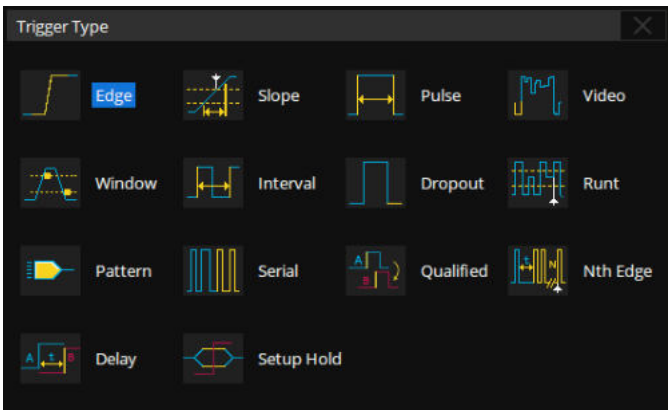 Trigger Type
Edge
Slope
Pulse
Video
Window
Interval
Dropout
Runt
Pattern
Serial
A
B
Qualified
t
N
Nth Edge
A
t
B
Delay
Setup Hold